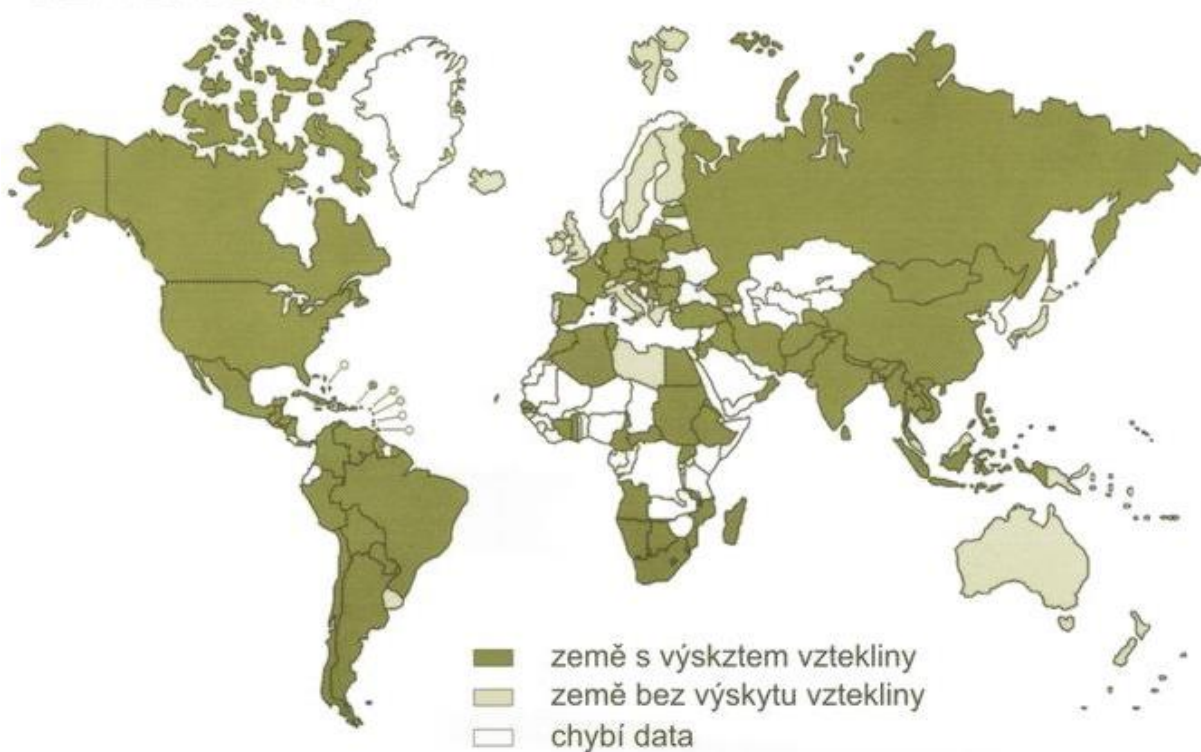 země s výskztem vztekliny
země bez výskytu vztekliny
chybí data